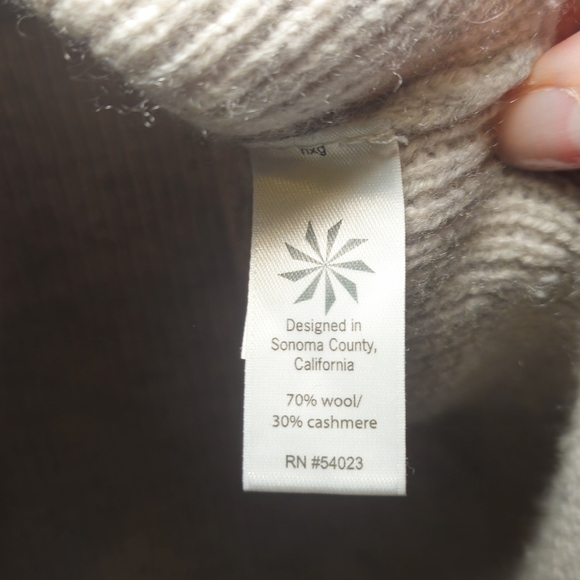 Designed in
Sonoma County,
California
70% wool/
30% cashmere
RN #54023